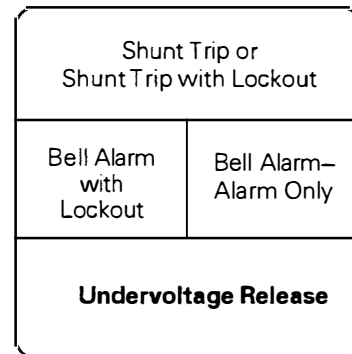 Shunt Trip or
Shunt Trip with Lockout
Bell Alarm
with
Lockout
Bell Alarm–
Alarm Only
Undervoltage Release